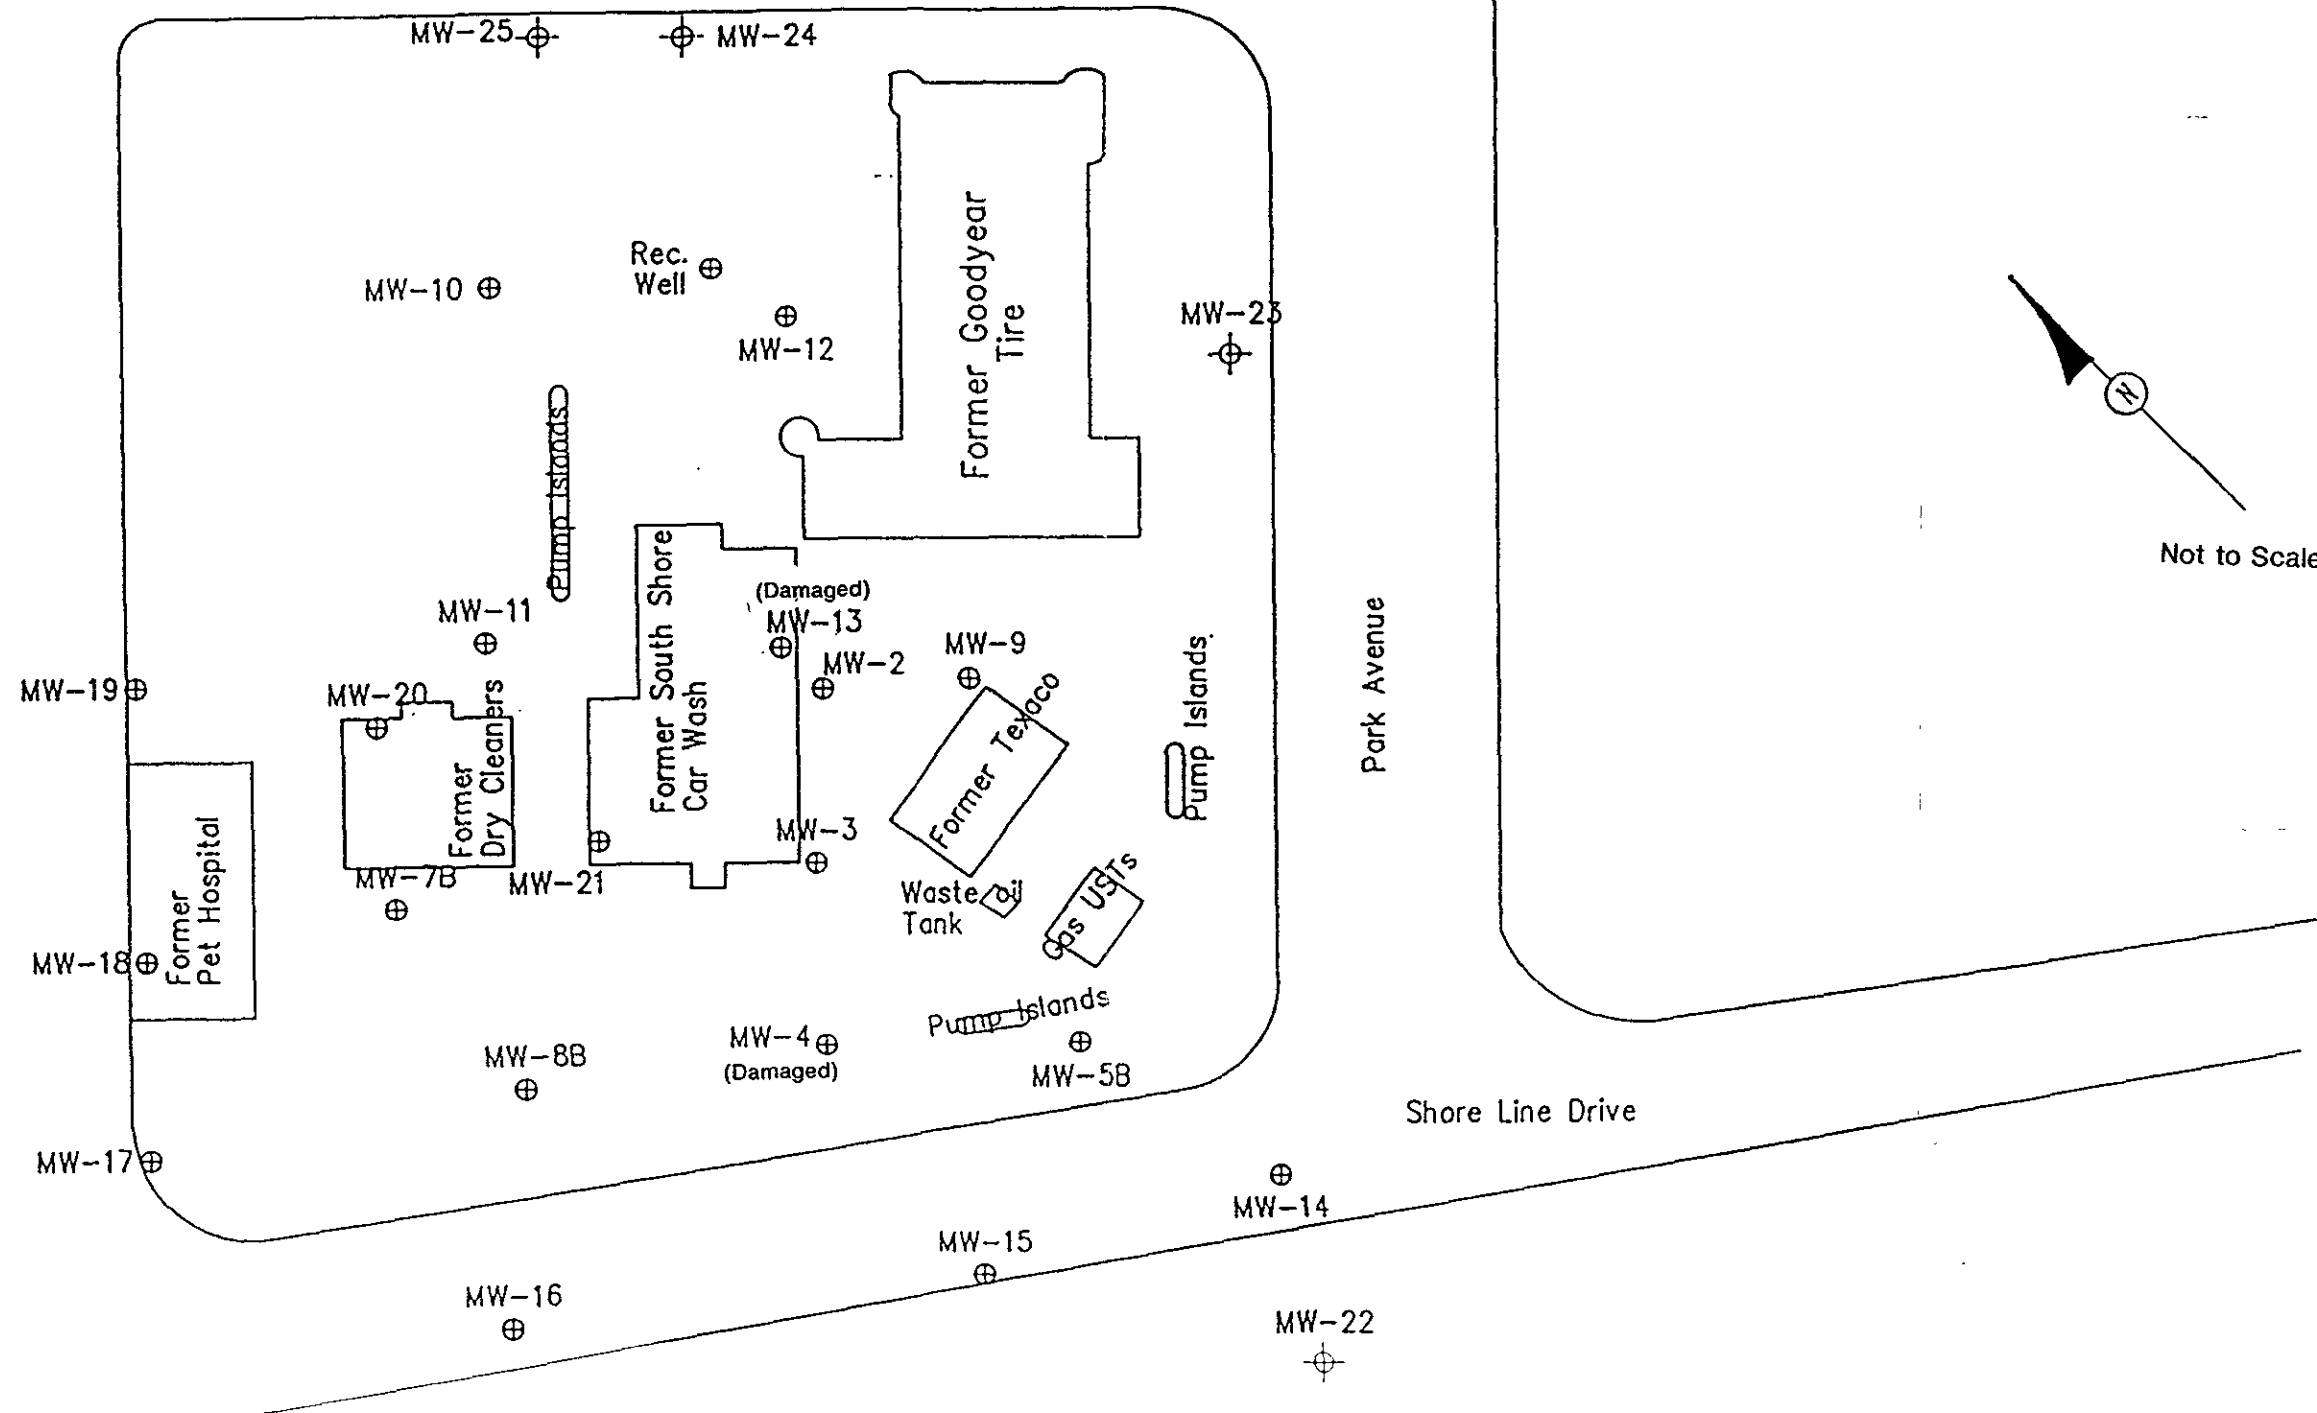 MW-25
MW-24
Rec.
Well
MW-10
MW-12
Former Goodyear
Tire
MW-23
N
Not to Scale
Pump Islands
MW-11
(Damaged)
MW-13
MW-2
MW-9
Former South Shore
Car Wash
Former Texaco
Pump Islands
Park Avenue
MW-19
MW-20
Former
Dry Cleaners
MW-3
MW-7B
MW-21
Former
Pet Hospital
Waste oil
Tank
Gas USTs
MW-18
Pump Islands
MW-4
(Damaged)
MW-8B
MW-5B
Shore Line Drive
MW-17
MW-14
MW-15
MW-16
MW-22